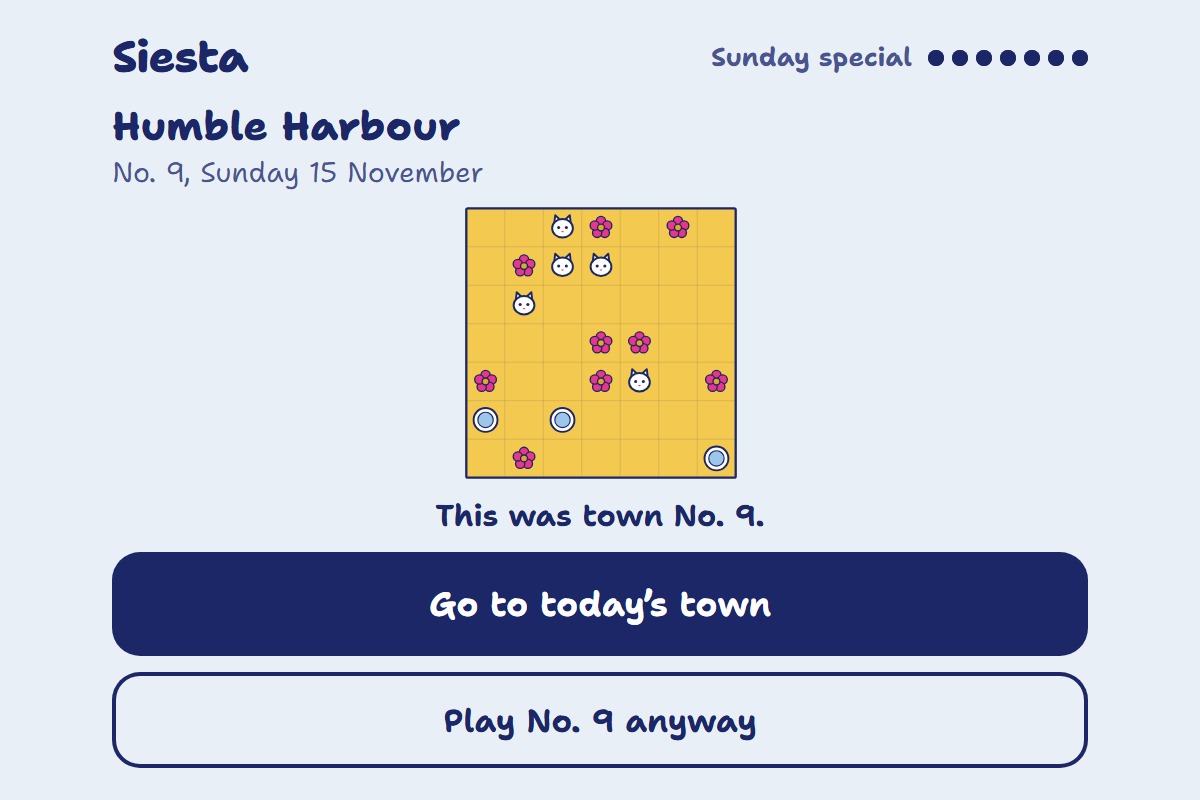 Siesta
Sunday special
Humble Harbour
No. 9, Sunday 15 November
This was town No. 9.
Go to today's town
Play No. 9 anyway